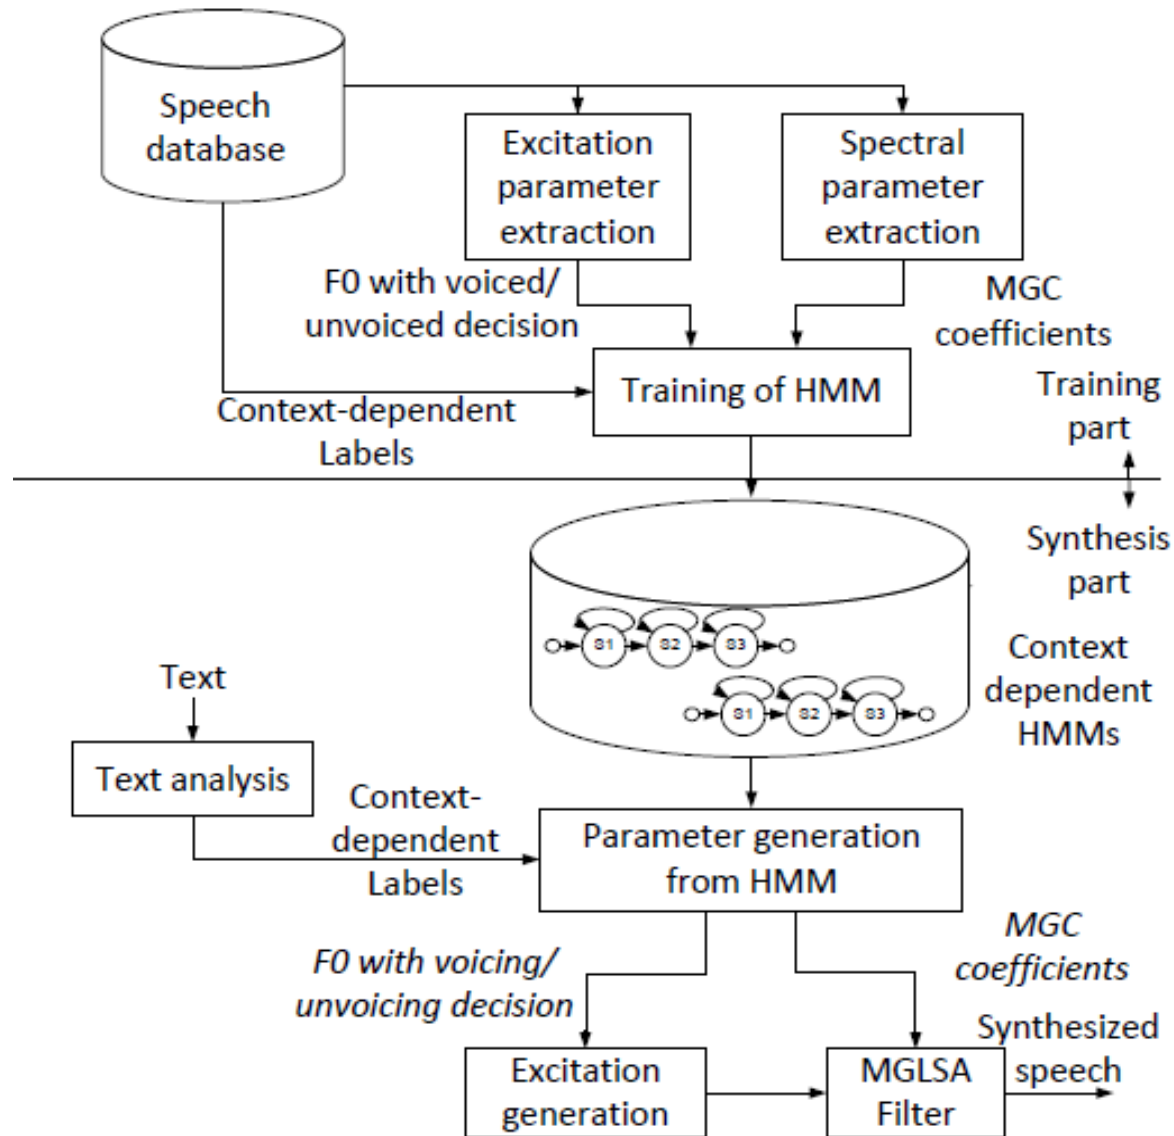 Speech
database
Excitation
parameter
extraction
Spectral
parameter
extraction
F0 with voiced/
unvoiced decision
MGC
coefficients
Training of HMM
Context-dependent
Labels
Training
part
Synthesis
part
S1 S2 S3
S1 S2 S3
Context
dependent
HMMs
Text
Text analysis
Context-
dependent
Labels
Parameter generation
from HMM
F0 with voicing/
unvoicing decision
MGC
coefficients
Excitation
generation
MGLSA
Filter
Synthesized
speech